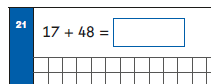 21
17 + 48 =